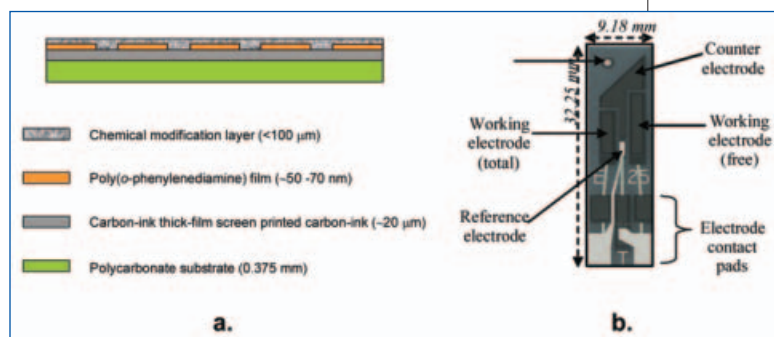 Chemical modification layer (<100 μm)
Poly(o-phenylenediamine) film (~50 -70 nm)
Carbon-ink thick-film screen printed carbon-ink (~20 μm)
Polycarbonate substrate (0.375 mm)
a.
9.18 mm
32.25 mm
Counter
electrode
Working
electrode
(total)
Working
electrode
(free)
Reference
electrode
25
Electrode
contact
pads
T
b.